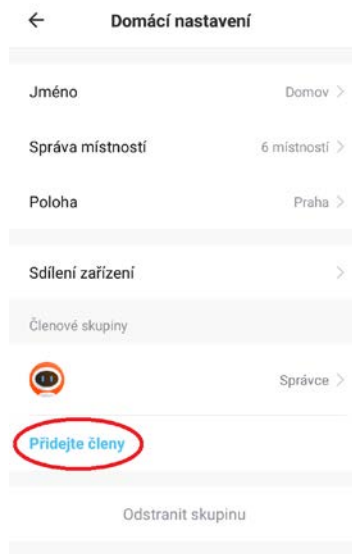 Domácí nastavení
Jméno Domov
Správa místností 6 místností
Poloha Praha
Sdílení zařízení
Členové skupiny
Správce
Přidejte členy
Odstranit skupinu